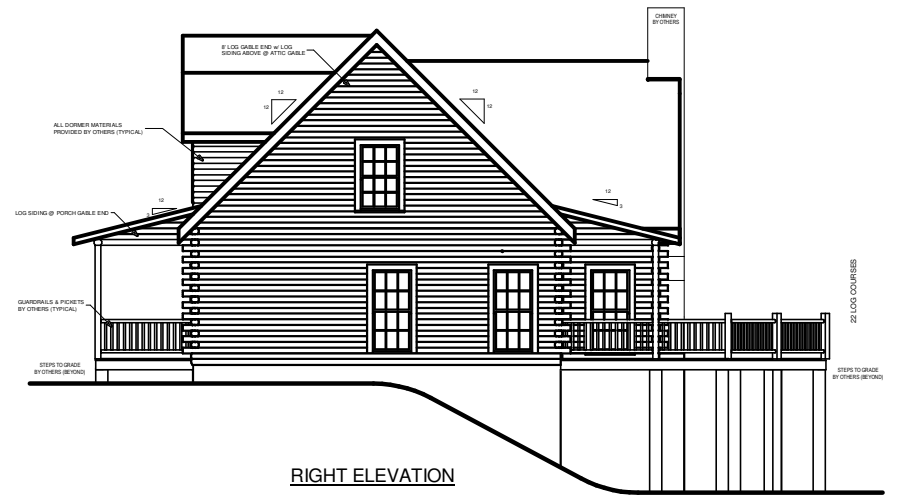 CHIMNEY
BY OTHERS
8' LOG GABLE END w/ LOG
SIDING ABOVE @ ATTIC GABLE
12
12
12
12
ALL DORMER MATERIALS
PROVIDED BY OTHERS (TYPICAL)
12
3
12
3
LOG SIDING @ PORCH GABLE END
22 LOG COURSES
GUARDRAILS & PICKETS
BY OTHERS (TYPICAL)
STEPS TO GRADE
BY OTHERS (BEYOND)
STEPS TO GRADE
BY OTHERS (BEYOND)
RIGHT ELEVATION